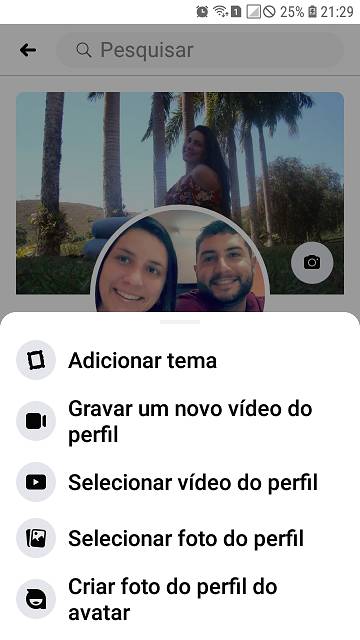 1 25% 21:29
Pesquisar
Adicionar tema
Gravar um novo vídeo do
perfil
Selecionar vídeo do perfil
Selecionar foto do perfil
Criar foto do perfil do
avatar